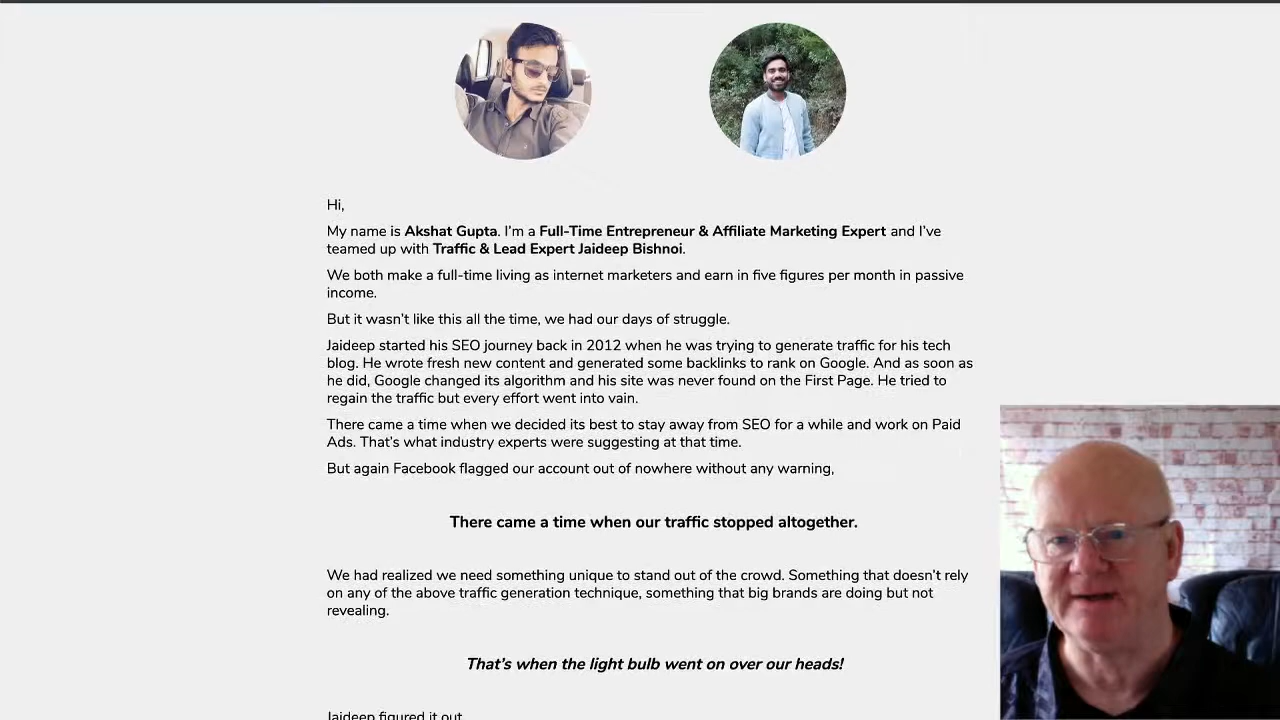 Hi,
My name is Akshat Gupta. I'm a Full-Time Entrepreneur & Affiliate Marketing Expert and I've
teamed up with Traffic & Lead Expert Jaideep Bishnoi.
We both make a full-time living as internet marketers and earn in five figures per month in passive
income.
But it wasn't like this all the time, we had our days of struggle.
Jaideep started his SEO journey back in 2012 when he was trying to generate traffic for his tech
blog. He wrote fresh new content and generated some backlinks to rank on Google. And as soon as
he did, Google changed its algorithm and his site was never found on the First Page. He tried to
regain the traffic but every effort went into vain.
There came a time when we decided its best to stay away from SEO for a while and work on Paid
Ads. That's what industry experts were suggesting at that time.
But again Facebook flagged our account out of nowhere without any warning,
There came a time when our traffic stopped altogether.
We had realized we need something unique to stand out of the crowd. Something that doesn't rely
on any of the above traffic generation technique, something that big brands are doing but not
revealing.
That's when the light bulb went on over our heads!
Jaideep figured it out